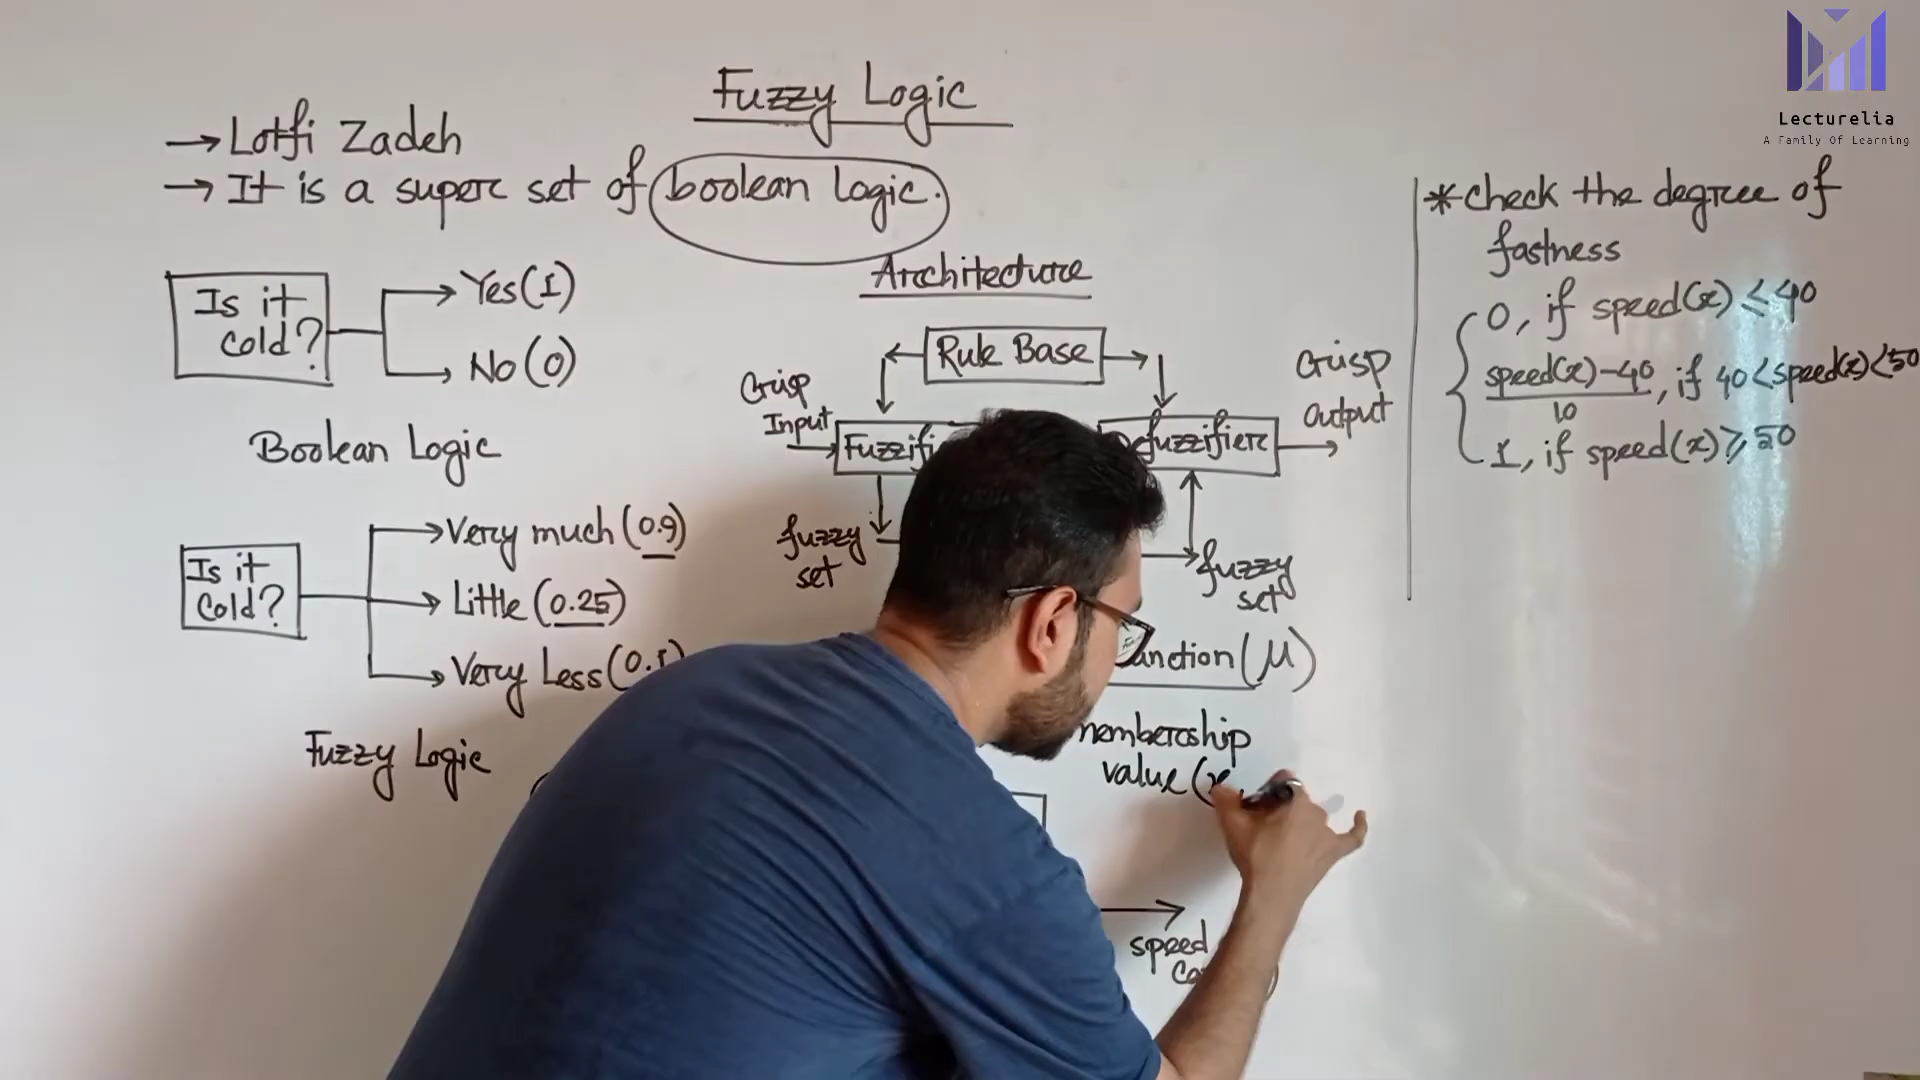 Fuzzy Logic
→ Lotfi Zadeh
→ It is a super set of boolean logic.
Is it
cold?
Yes(1)
No(0)
Boolean Logic
Is it
cold?
Very much (0.9)
Little (0.25)
Very Less (0.1)
Fuzzy Logic
Architecture
Rule Base
Crisp
Input
Crisp
Output
fuzzy
set
fuzzy
set
(μ)
membership
value
speed
* check the degree of
fastness
0, if speed(x) ≤ 40
speed(x) - 40 , if 40 < speed(x) < 50
10
1, if speed(x) ≥ 50
Lecturelia
A Family Of Learning